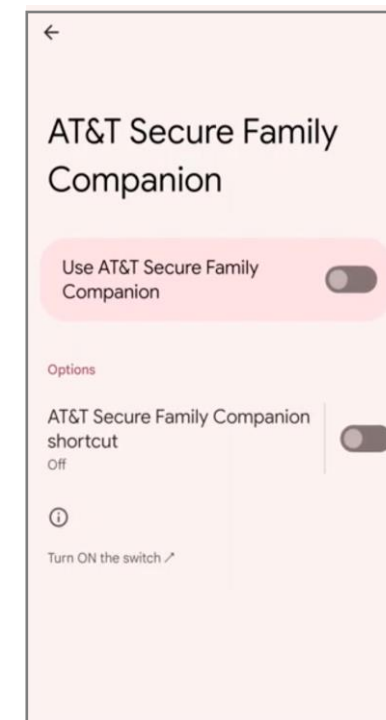 AT&T Secure Family
Companion
Use AT&T Secure Family
Companion
Options
AT&T Secure Family Companion
shortcut
Off
Turn ON the switch ↗